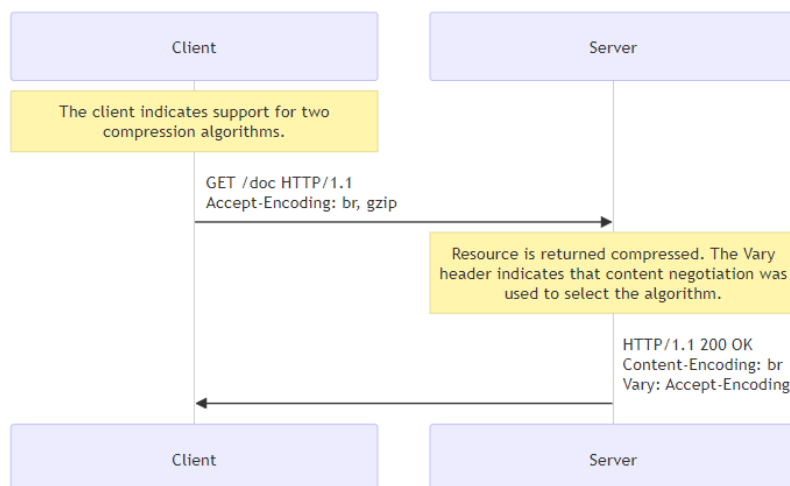 Client
Server
The client indicates support for two
compression algorithms.
GET /doc HTTP/1.1
Accept-Encoding: br, gzip
Resource is returned compressed. The Vary
header indicates that content negotiation was
used to select the algorithm.
HTTP/1.1 200 OK
Content-Encoding: br
Vary: Accept-Encoding
Client
Server